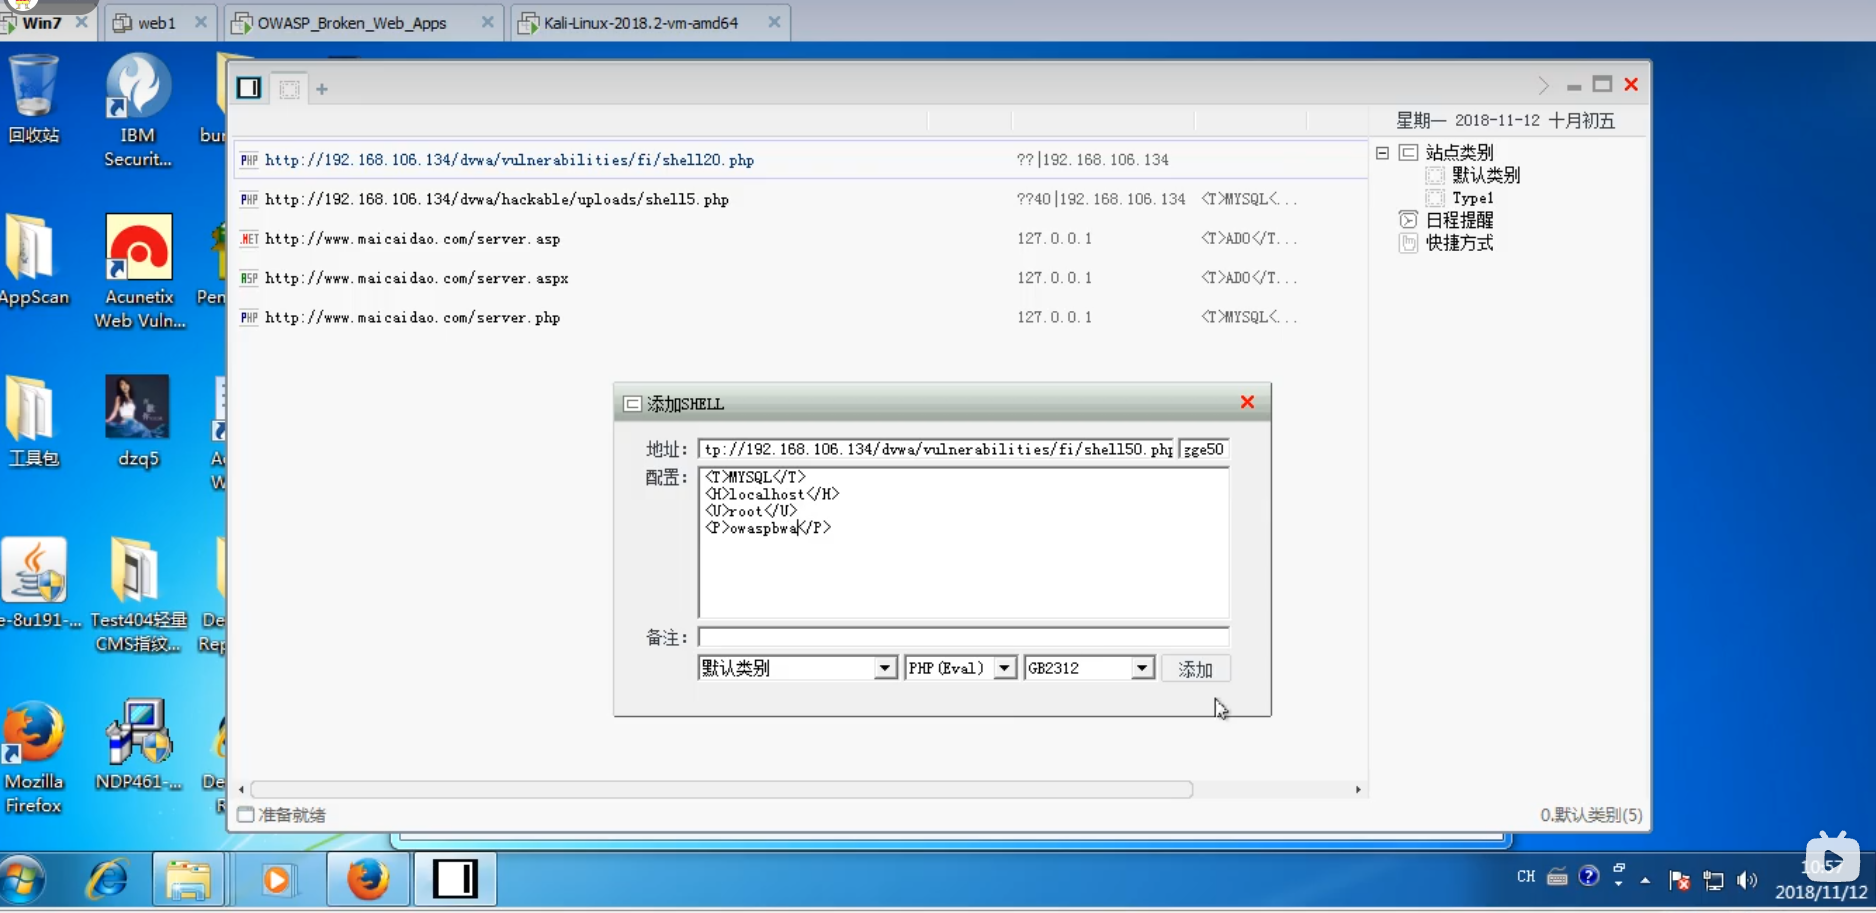 Win7
web1
OWASP_Broken_Web_Apps
Kali-Linux-2018.2-vm-amd64
回收站
IBM
Securit...
bur
AppScan
Acunetix
Web Vuln...
Pen
工具包
dzq5
e-8u191-...
Test404轻量
CMS指纹...
De
Rep
Mozilla
Firefox
NDP461-...
De
星期一 2018-11-12 十月初五
PHP http://192.168.106.134/dvwa/vulnerabilities/fi/shell20.php ??|192.168.106.134
PHP http://192.168.106.134/dvwa/hackable/uploads/shell5.php ??40|192.168.106.134 <T>MYSQL<...
.NET http://www.maicaidao.com/server.asp 127.0.0.1 <T>ADO</T...
ASP http://www.maicaidao.com/server.aspx 127.0.0.1 <T>ADO</T...
PHP http://www.maicaidao.com/server.php 127.0.0.1 <T>MYSQL<...
站点类别
默认类别
Type1
日程提醒
快捷方式
添加SHELL
地址: tp://192.168.106.134/dvwa/vulnerabilities/fi/shell50.php gge50
配置: <T>MYSQL</T>
<H>localhost</H>
<U>root</U>
<P>owaspbwa</P>
备注:
默认类别 PHP(Eval) GB2312 添加
准备就绪
0.默认类别(5)
CH
10:57
2018/11/12